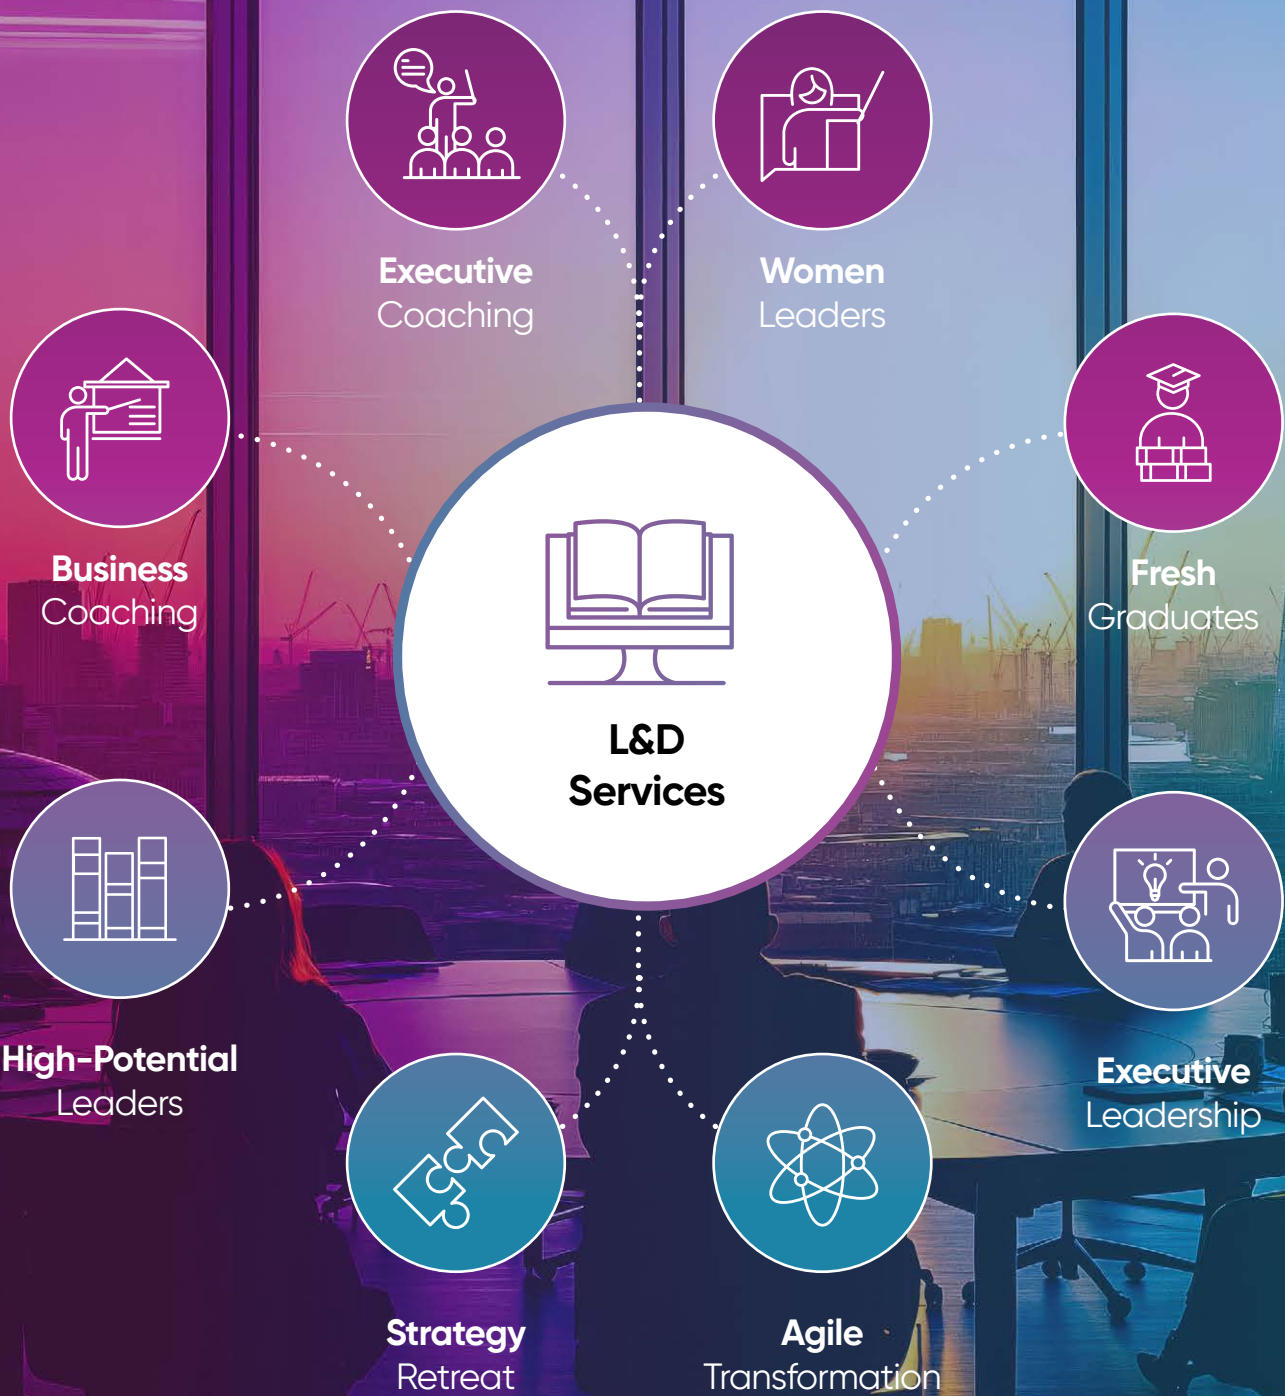 Executive
Coaching
Women
Leaders
Business
Coaching
Fresh
Graduates
L&D
Services
High-Potential
Leaders
Executive
Leadership
Strategy
Retreat
Agile
Transformation